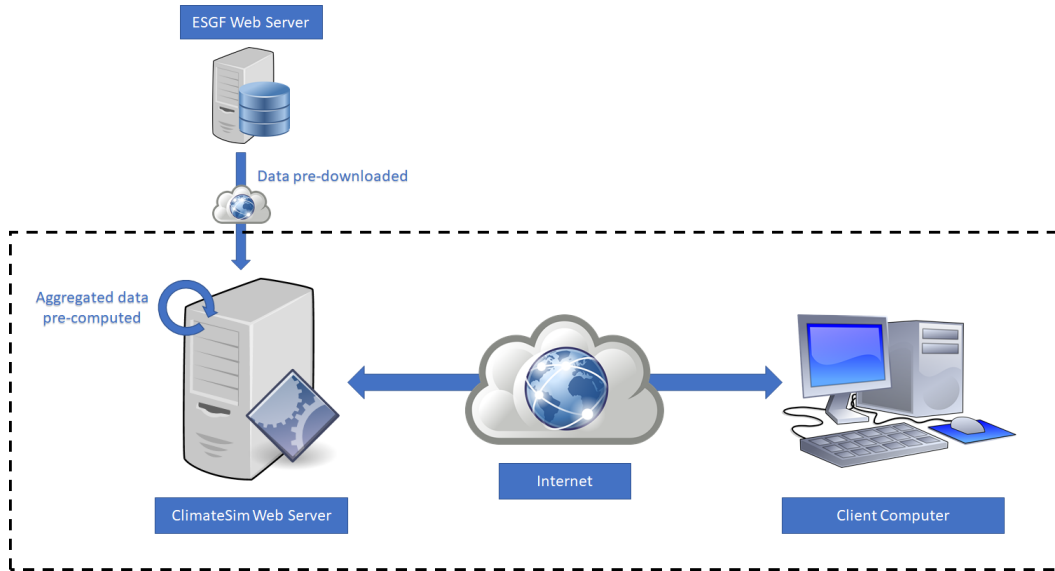 ESGF Web Server
Data pre-downloaded
Aggregated data
pre-computed
Internet
ClimateSim Web Server
Client Computer